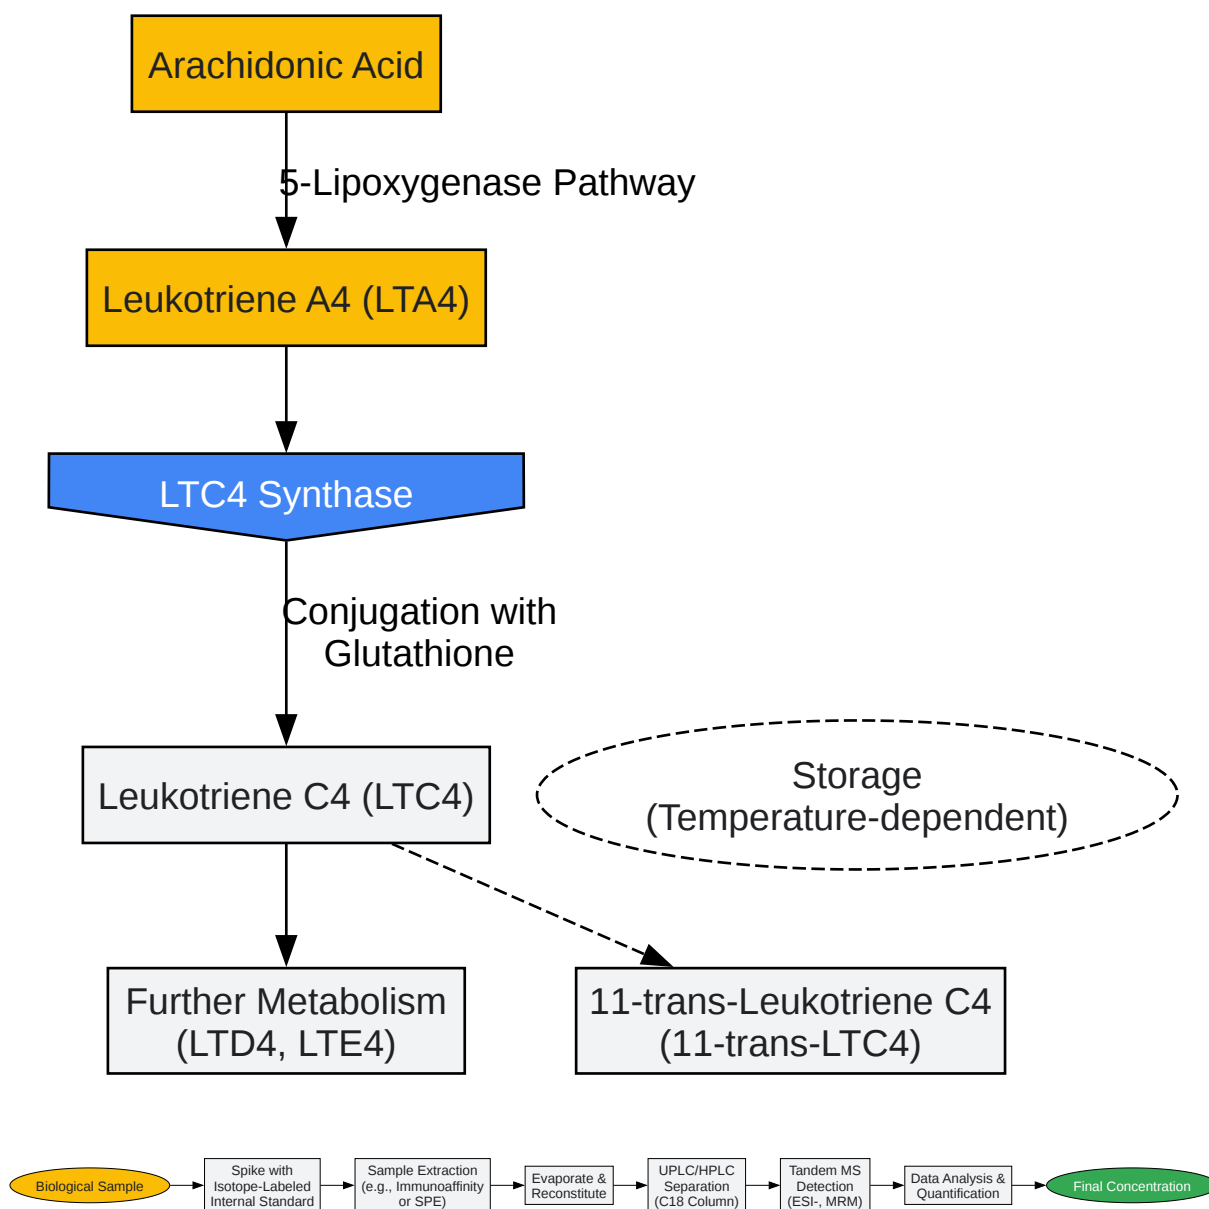 Arachidonic Acid
5-Lipoxygenase Pathway
Leukotriene A4 (LTA4)
LTC4 Synthase
Conjugation with
Glutathione
Leukotriene C4 (LTC4)
Storage
(Temperature-dependent)
Further Metabolism
(LTD4, LTE4)
11-trans-Leukotriene C4
(11-trans-LTC4)
Biological Sample
Spike with
Isotope-Labeled
Internal Standard
Sample Extraction
(e.g., Immunoaffinity
or SPE)
Evaporate &
Reconstitute
UPLC/HPLC
Separation
(C18 Column)
Tandem MS
Detection
(ESI-, MRM)
Data Analysis &
Quantification
Final Concentration